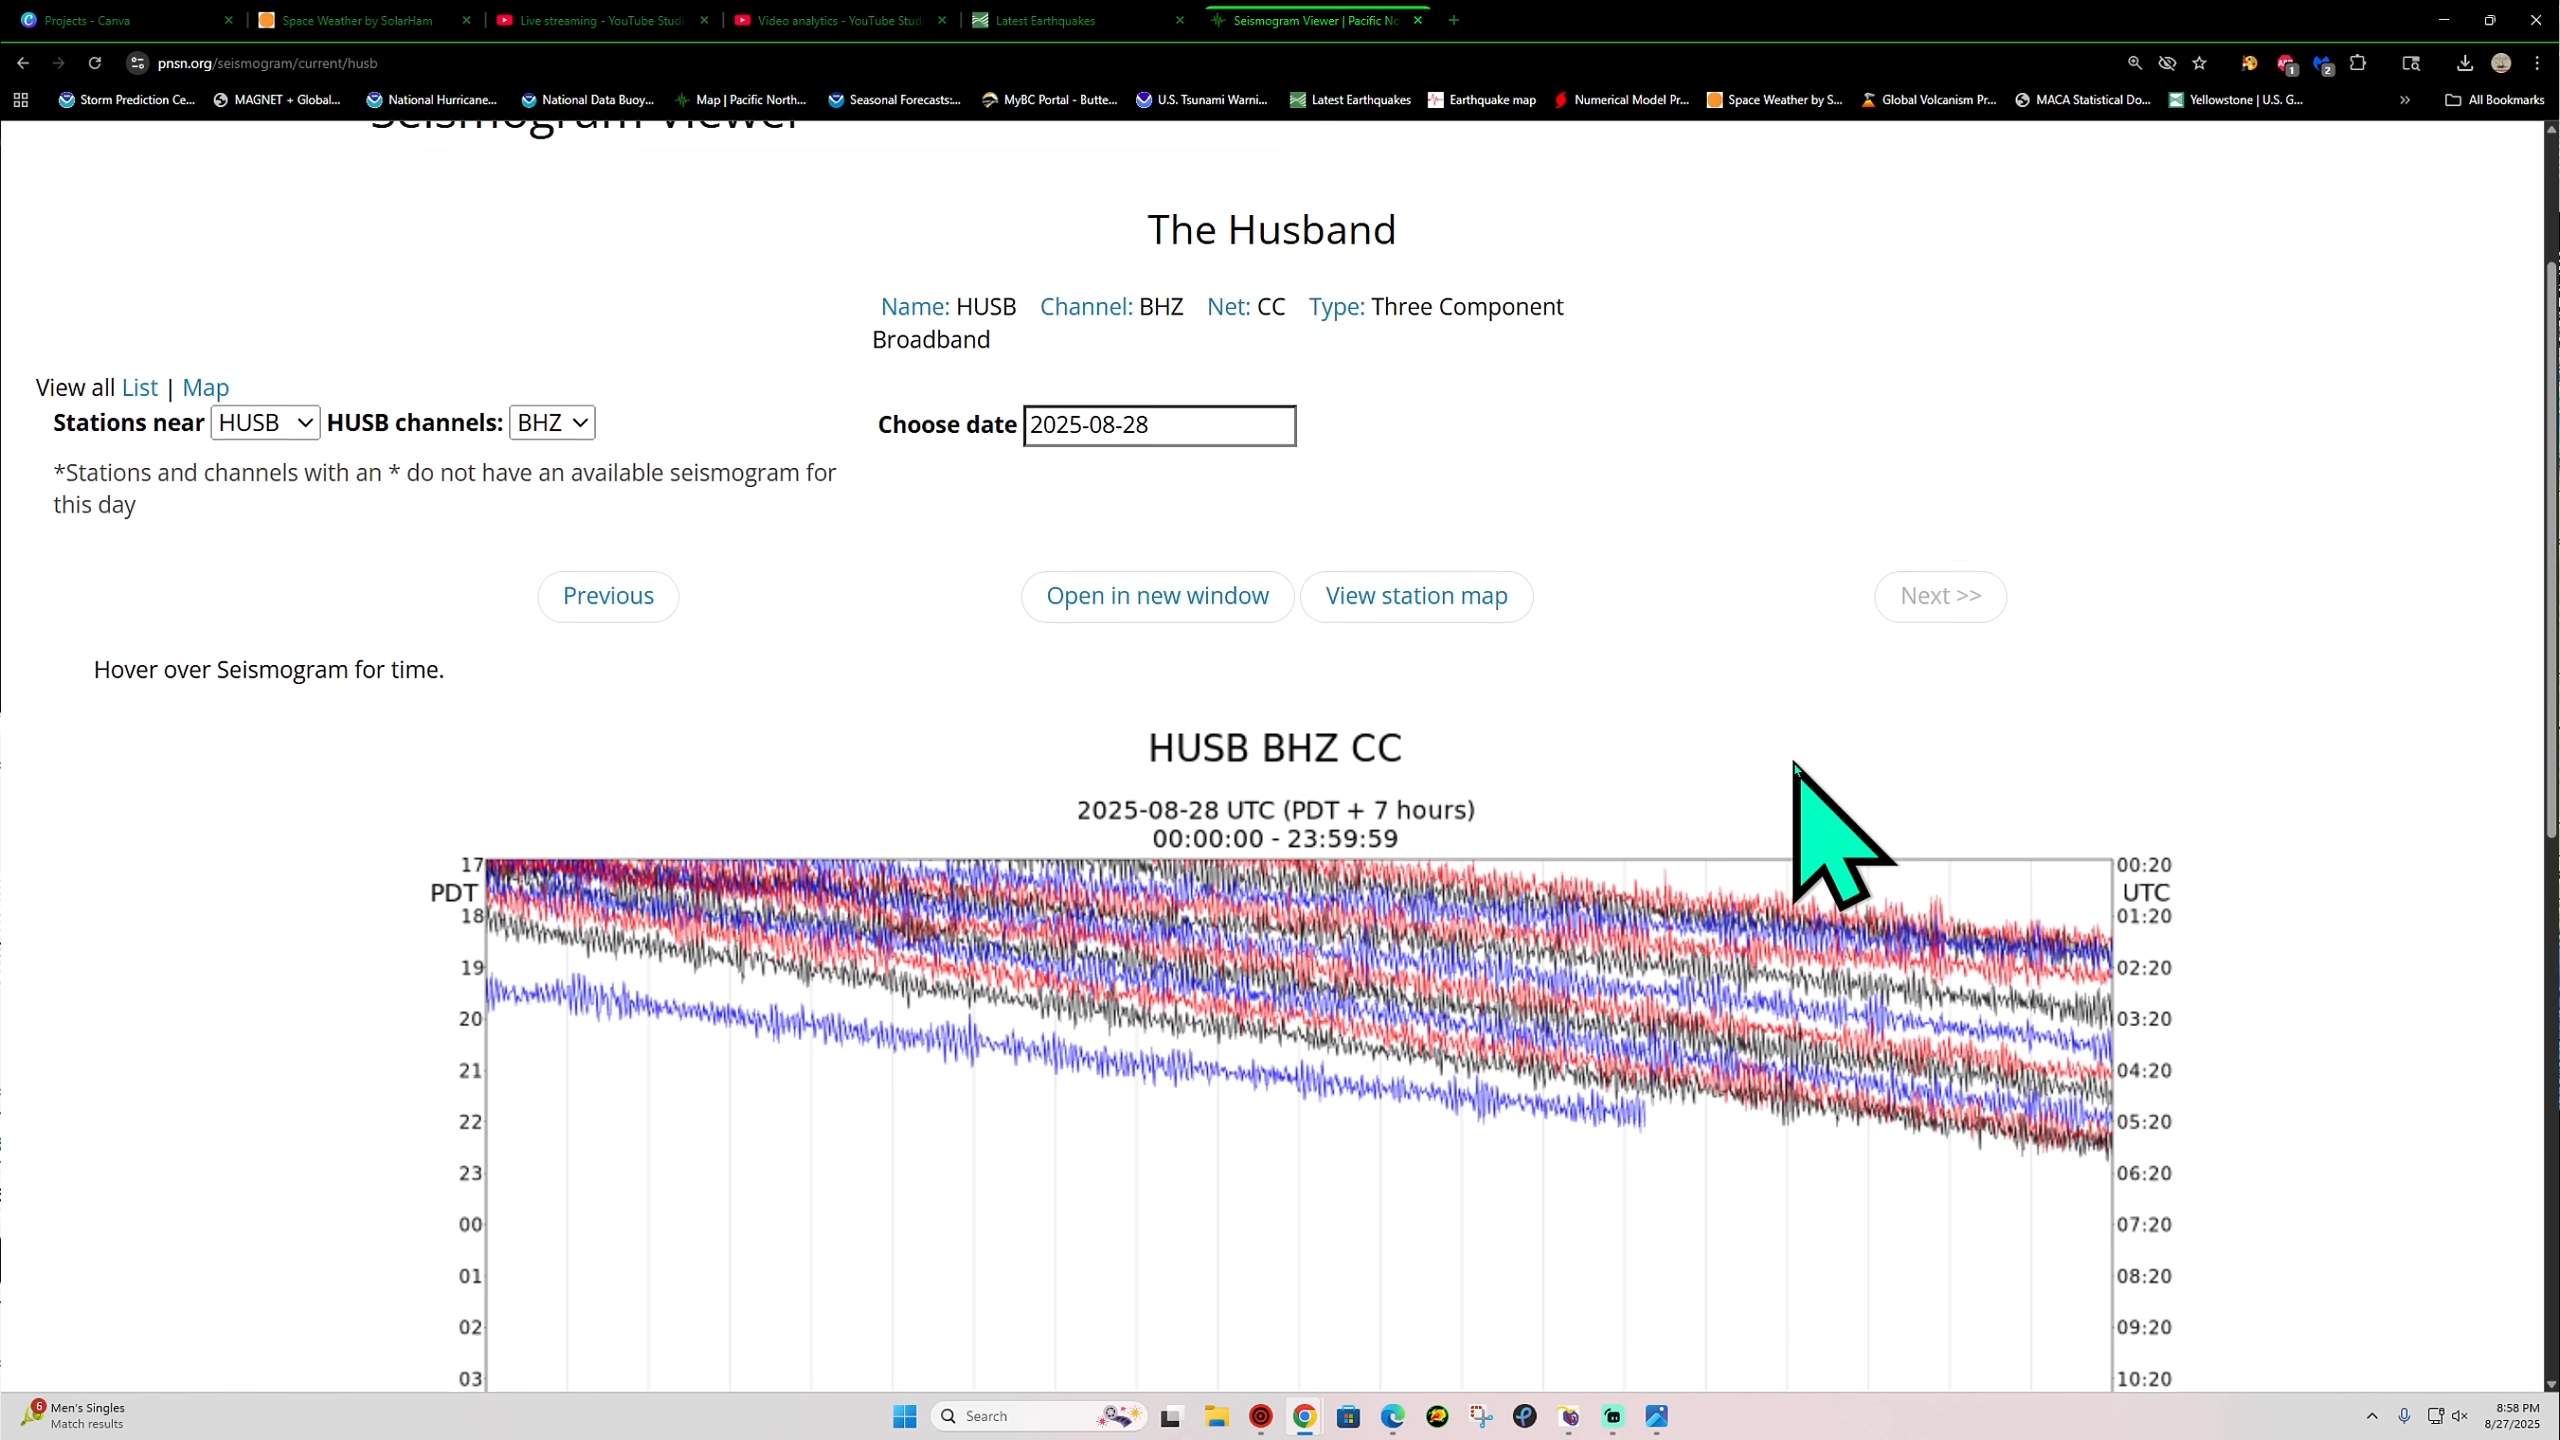 Projects - Canva
Space Weather by SolarHam
Live streaming - YouTube Studi
Video analytics - YouTube Stud
Latest Earthquakes
Seismogram Viewer | Pacific No
pnsn.org/seismogram/current/husb
Storm Prediction Ce...
MAGNET + Global...
National Hurricane...
National Data Buoy...
Map | Pacific North...
Seasonal Forecasts:...
MyBC Portal - Butte...
U.S. Tsunami Warni...
Latest Earthquakes
Earthquake map
Numerical Model Pr...
Space Weather by S...
Global Volcanism Pr...
MACA Statistical Do...
Yellowstone | U.S. G...
All Bookmarks
Seismogram Viewer
The Husband
Name: HUSB Channel: BHZ Net: CC Type: Three Component
Broadband
View all List | Map
Stations near HUSB HUSB channels: BHZ
Choose date 2025-08-28
*Stations and channels with an * do not have an available seismogram for
this day
Previous
Open in new window
View station map
Next >>
Hover over Seismogram for time.
HUSB BHZ CC
2025-08-28 UTC (PDT + 7 hours)
00:00:00 - 23:59:59
17 00:20
PDT UTC
18 01:20
19 02:20
20 03:20
21 04:20
22 05:20
23 06:20
00 07:20
01 08:20
02 09:20
03 10:20
6
Men's Singles
Match results
Search
8:58 PM
8/27/2025